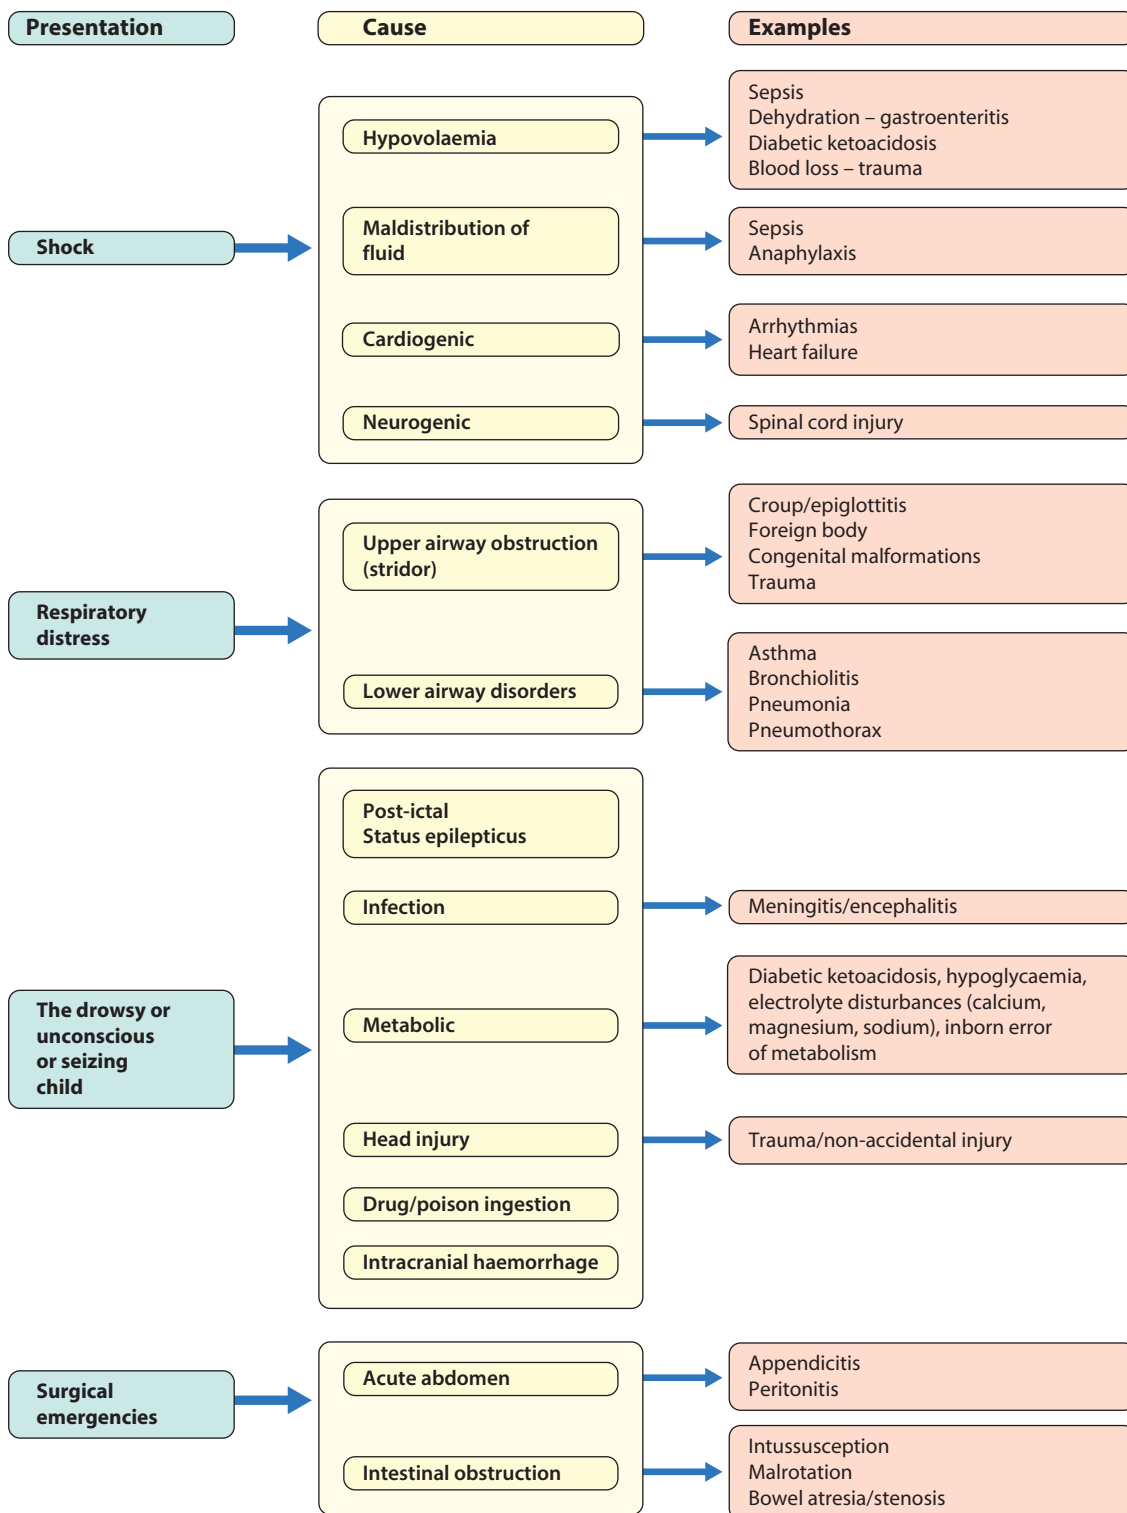 Presentation
Cause
Examples
Shock
Hypovolaemia
Sepsis
Dehydration – gastroenteritis
Diabetic ketoacidosis
Blood loss – trauma
Maldistribution of
fluid
Sepsis
Anaphylaxis
Cardiogenic
Arrhythmias
Heart failure
Neurogenic
Spinal cord injury
Respiratory
distress
Upper airway obstruction
(stridor)
Croup/epiglottitis
Foreign body
Congenital malformations
Trauma
Lower airway disorders
Asthma
Bronchiolitis
Pneumonia
Pneumothorax
The drowsy or
unconscious
or seizing
child
Post-ictal
Status epilepticus
Infection
Meningitis/encephalitis
Metabolic
Diabetic ketoacidosis, hypoglycaemia,
electrolyte disturbances (calcium,
magnesium, sodium), inborn error
of metabolism
Head injury
Trauma/non-accidental injury
Drug/poison ingestion
Intracranial haemorrhage
Surgical
emergencies
Acute abdomen
Appendicitis
Peritonitis
Intestinal obstruction
Intussusception
Malrotation
Bowel atresia/stenosis